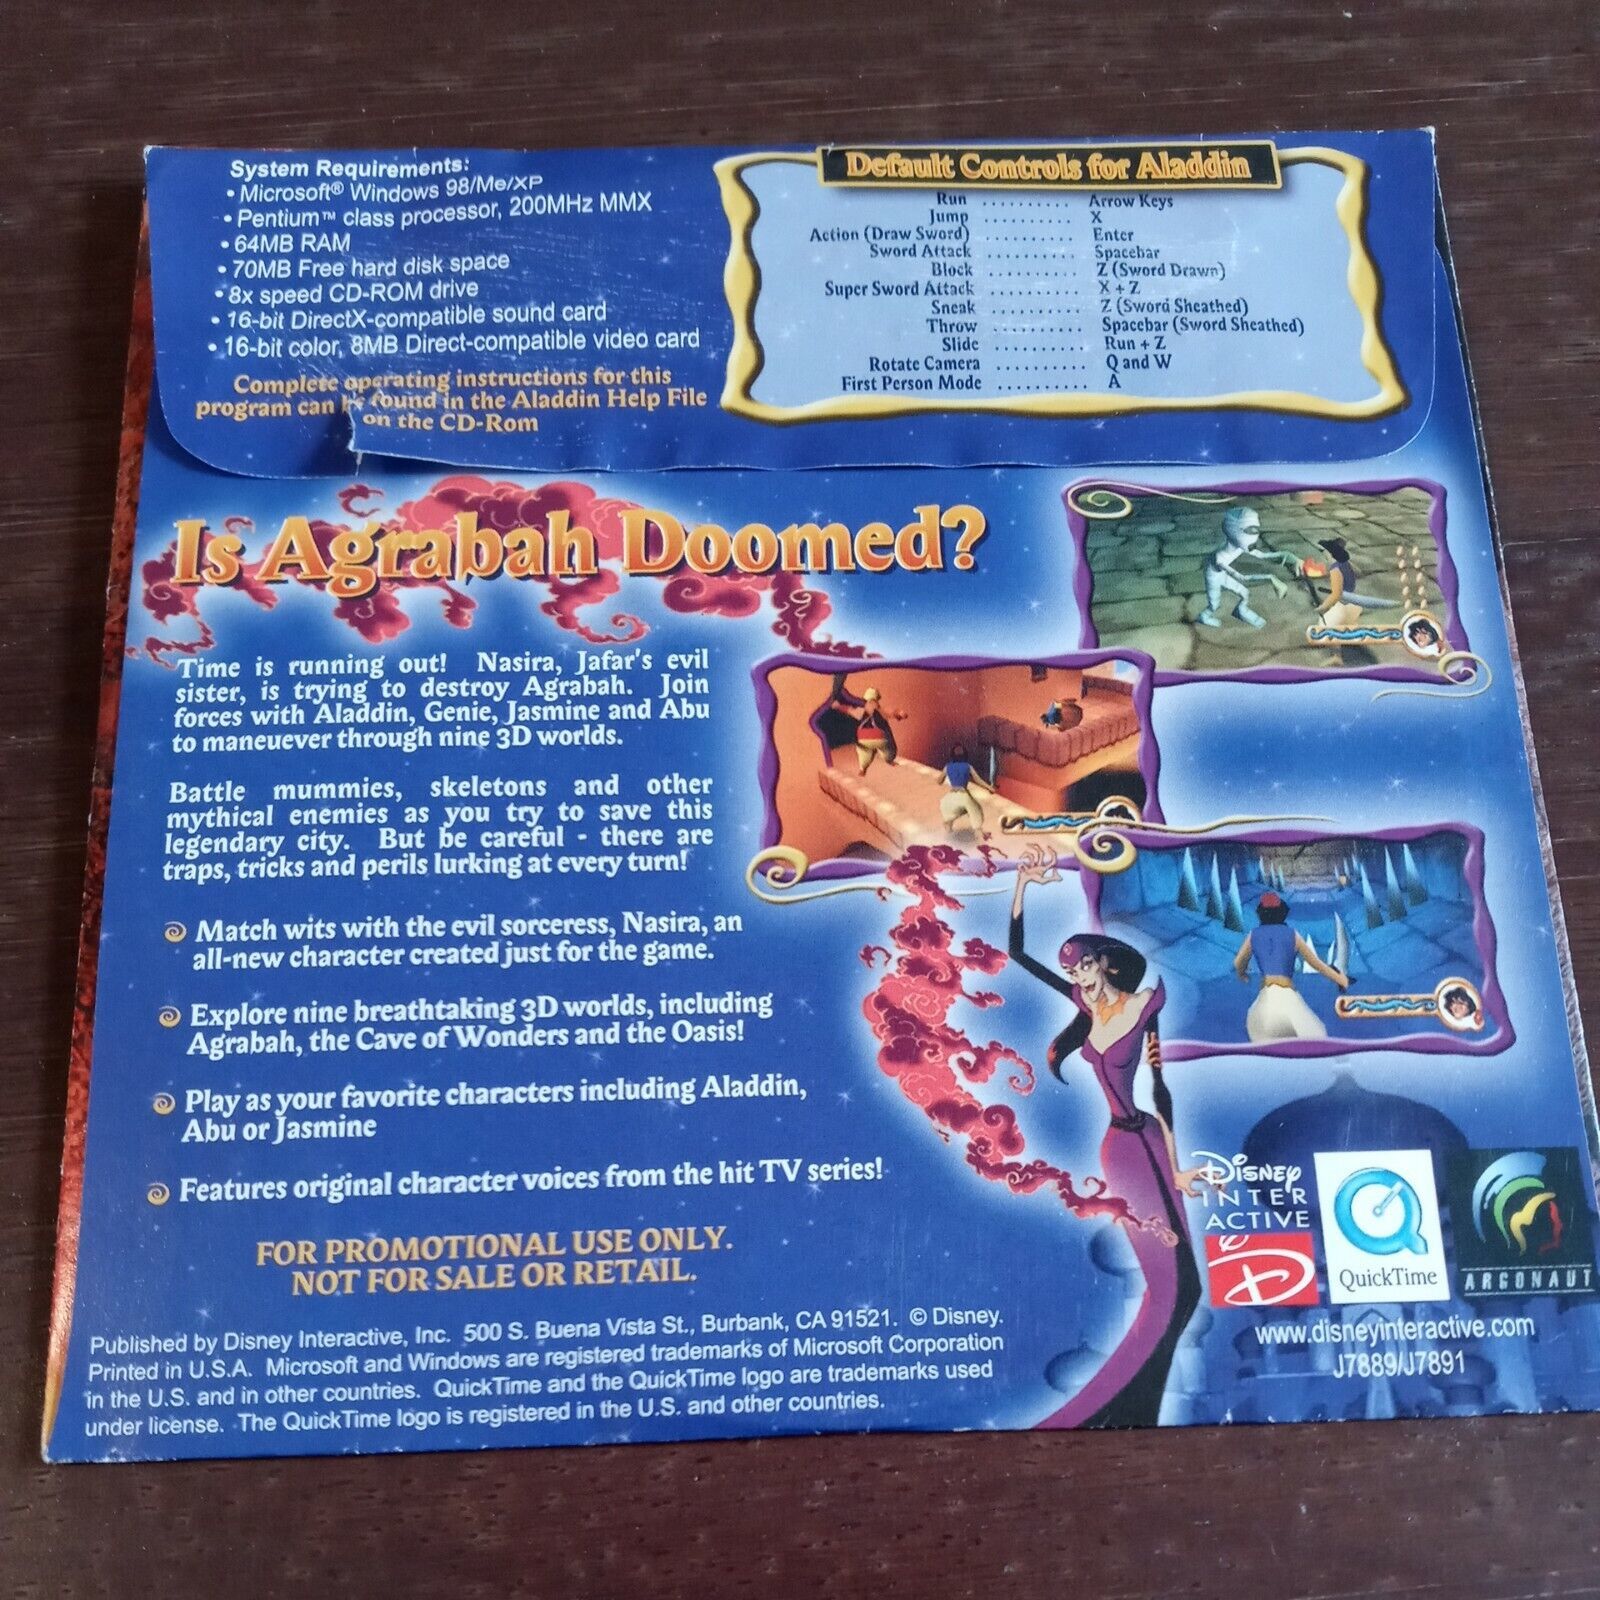 System Requirements:
• Microsoft® Windows 98/Me/XP
• Pentium™ class processor, 200MHz MMX
• 64MB RAM
• 70MB Free hard disk space
• 8x speed CD-ROM drive
• 16-bit DirectX-compatible sound card
• 16-bit color, 8MB Direct-compatible video card
Complete operating instructions for this
program can be found in the Aladdin Help File
on the CD-Rom
Default Controls for Aladdin
Run .......... Arrow Keys
Jump .......... X
Action (Draw Sword) .......... Enter
Sword Attack .......... Spacebar
Block .......... Z (Sword Drawn)
Super Sword Attack .......... X + Z
Sneak .......... Z (Sword Sheathed)
Throw .......... Spacebar (Sword Sheathed)
Slide .......... Run + Z
Rotate Camera .......... Q and W
First Person Mode .......... A
Is Agrabah Doomed?
Time is running out! Nasira, Jafar's evil
sister, is trying to destroy Agrabah. Join
forces with Aladdin, Genie, Jasmine and Abu
to maneuever through nine 3D worlds.
Battle mummies, skeletons and other
mythical enemies as you try to save this
legendary city. But be careful - there are
traps, tricks and perils lurking at every turn!
Match wits with the evil sorceress, Nasira, an
all-new character created just for the game.
Explore nine breathtaking 3D worlds, including
Agrabah, the Cave of Wonders and the Oasis!
Play as your favorite characters including Aladdin,
Abu or Jasmine
Features original character voices from the hit TV series!
FOR PROMOTIONAL USE ONLY.
NOT FOR SALE OR RETAIL.
Published by Disney Interactive, Inc. 500 S. Buena Vista St., Burbank, CA 91521. © Disney.
Printed in U.S.A. Microsoft and Windows are registered trademarks of Microsoft Corporation
in the U.S. and in other countries. QuickTime and the QuickTime logo are trademarks used
under license. The QuickTime logo is registered in the U.S. and other countries.
Disney
INTER
ACTIVE
D
QuickTime
ARGONAUT
www.disneyinteractive.com
J7889/J7891